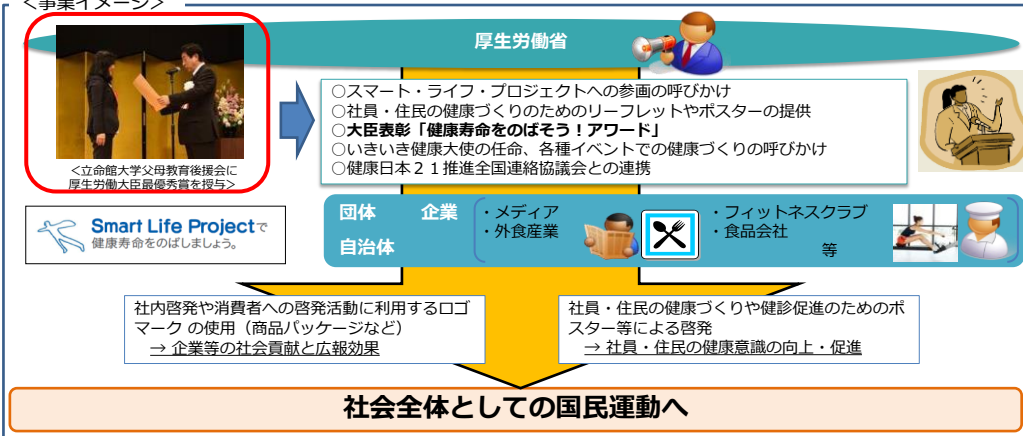 ＜事業イメージ＞
厚生労働省
＜立命館大学父母教育後援会に
厚生労働大臣最優秀賞を授与＞
○スマート・ライフ・プロジェクトへの参画の呼びかけ
○社員・住民の健康づくりのためのリーフレットやポスターの提供
○大臣表彰「健康寿命をのばそう！アワード」
○いきいき健康大使の任命、各種イベントでの健康づくりの呼びかけ
○健康日本２１推進全国連絡協議会との連携
Smart Life Projectで
健康寿命をのばしましょう。
団体　企業
自治体
・メディア
・外食産業
・フィットネスクラブ
・食品会社
等
社内啓発や消費者への啓発活動に利用するロゴ
マーク の使用（商品パッケージなど）
→ 企業等の社会貢献と広報効果
社員・住民の健康づくりや健診促進のためのポ
スター等による啓発
→ 社員・住民の健康意識の向上・促進
社会全体としての国民運動へ